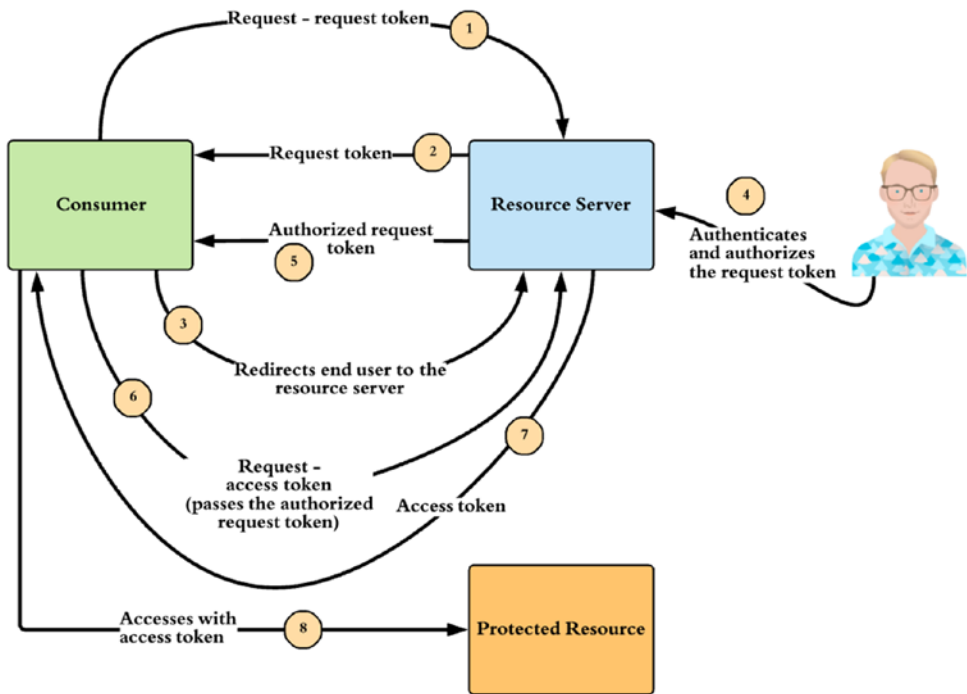 Request - request token
1
Request token
2
Consumer
Resource Server
4
Authorized request
token
5
Authenticates
and authorizes
the request token
3
Redirects end user to the
resource server
6
7
Request -
access token
(passes the authorized
request token)
Access token
Accesses with
access token
8
Protected Resource